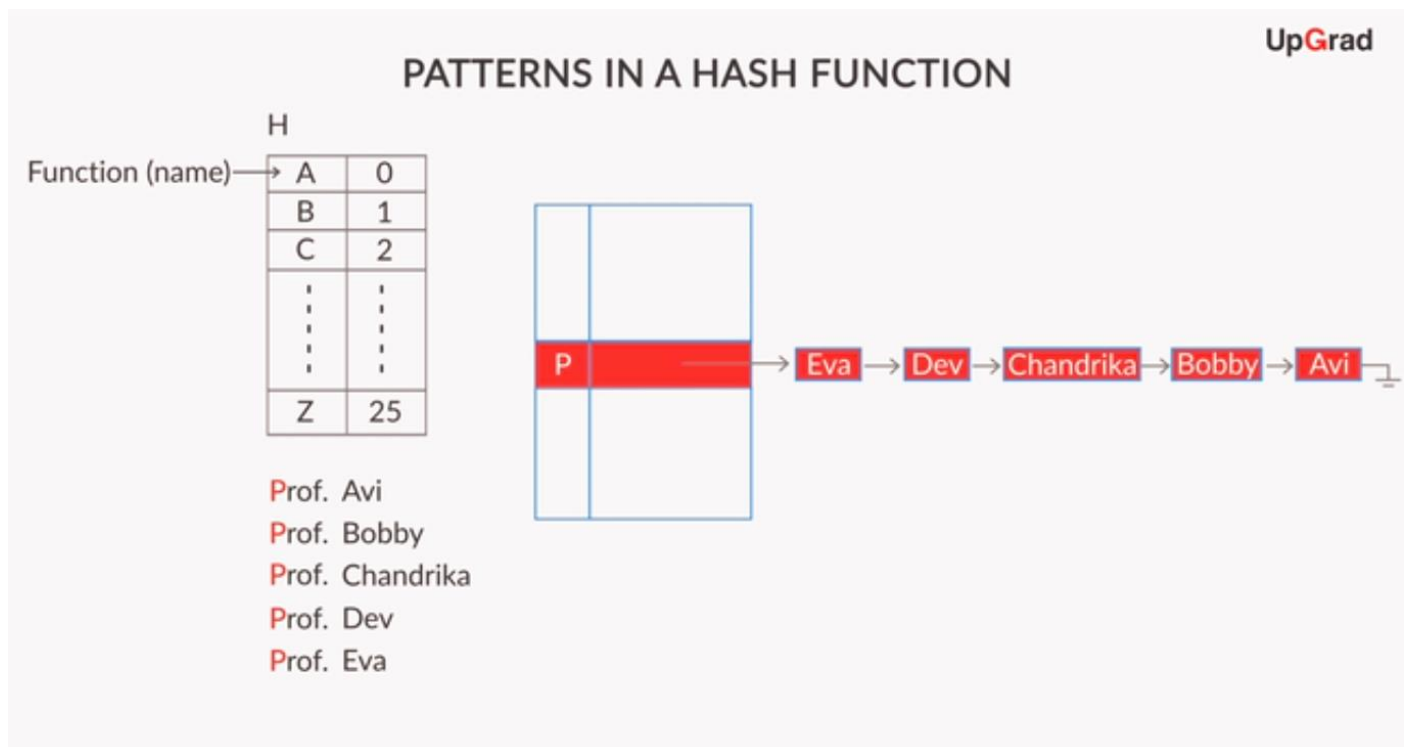 UpGrad
PATTERNS IN A HASH FUNCTION
H
Function (name) A 0
B 1
C 2
Z 25
P Eva Dev Chandrika Bobby Avi
Prof. Avi
Prof. Bobby
Prof. Chandrika
Prof. Dev
Prof. Eva